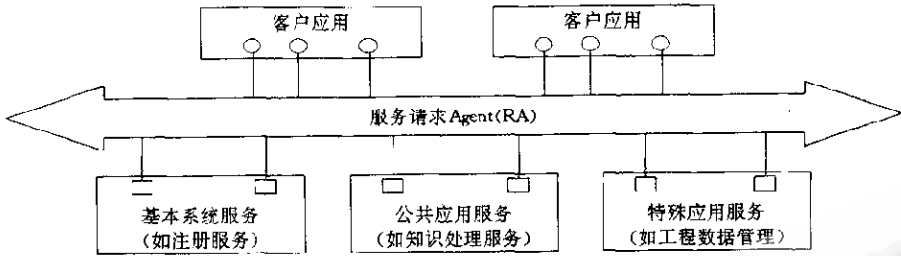 客户应用
客户应用
服务请求Agent(RA)
基本系统服务
(如注册服务)
公共应用服务
(如知识处理服务)
特殊应用服务
(如工程数据管理)